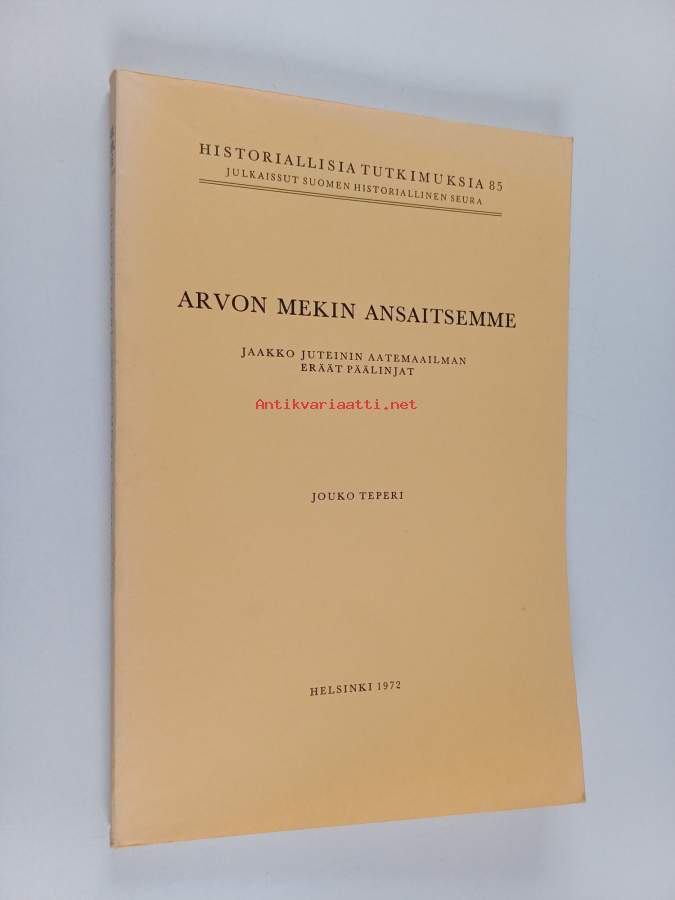 HISTORIALLISIA TUTKIMUKSIA 85
JULKAISSUT SUOMEN HISTORIALLINEN SEURA
ARVON MEKIN ANSAITSEMME
JAAKKO JUTEININ AATEMAAILMAN
ERÄÄT PÄÄLINJAT
Antikvariaatti.net
JOUKO TEPERI
HELSINKI 1972